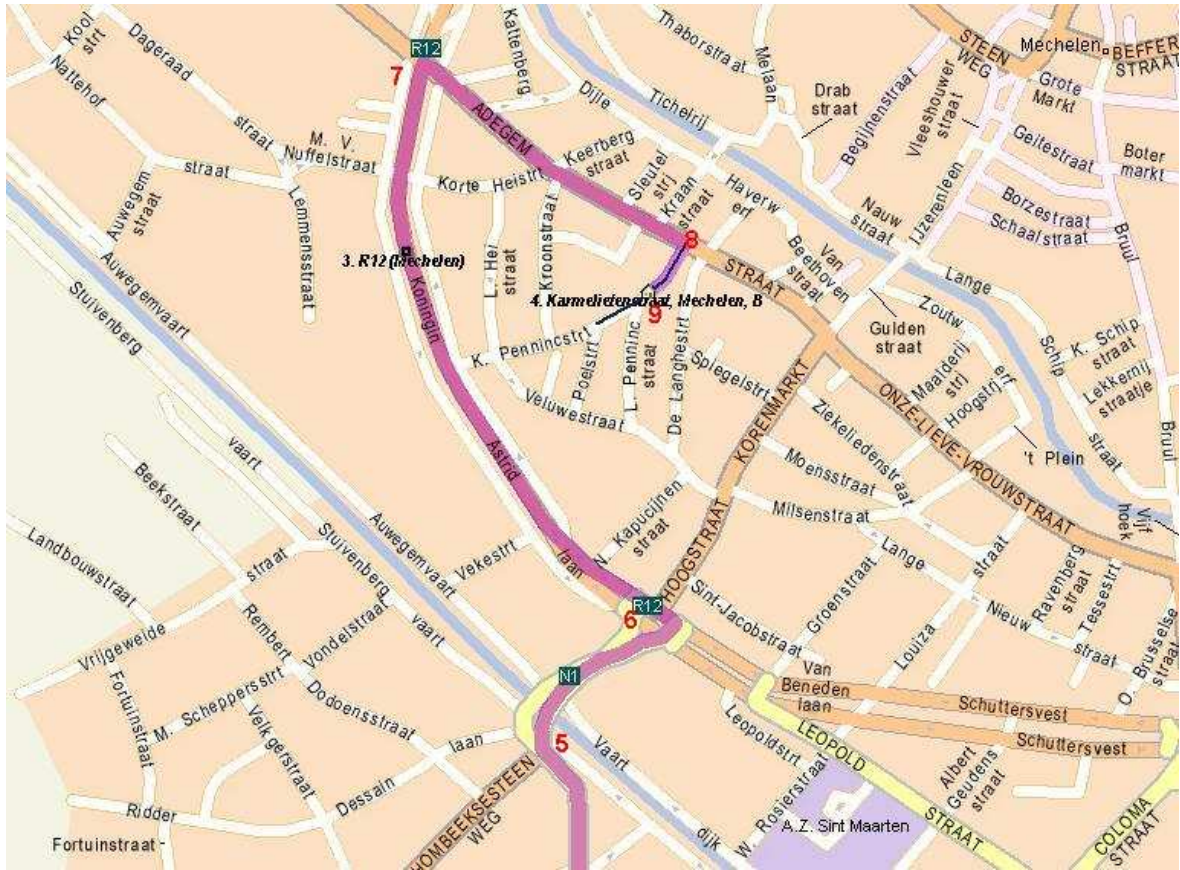 Kool
strt
Dageraad
straat
Nattehof
straat
Auwegem
straat
M. V.
Nuffelstraat
Lemmensstraat
R12
7
Kattenberg
ADEGEM
STRAAT
Korte Heistrt
Keerberg
straat
Sleutel
strj
Kraan
straat
8
Dijle
Thaborstraat
Melaan
Tichelrij
Drab
straat
Haverw
erf
Van
Beethoven
straat
Begijnenstraat
Vleeshouwer
straat
STEEN
WEG
Mechelen
BEFFER
STRAAT
Grote
Markt
Geitestraat
Boter
markt
Borzestraat
Schaalstraat
Bruul
IJzerenleen
Nauw
straat
Lange
Schip
straat
K. Schip
straat
Lekkernij
straatje
Bruul
Vijf
hoek
Zoutw
erf
Gulden
straat
Maalderij
strj
Hoogstrj
't Plein
3. R12 (Mechelen)
4. Karmelietenstraat, Mechelen, B
9
L. Hei
straat
Kroonstraat
K. Pennincstrt
Poelstrt
L. Penninc
straat
De Langhestrt
Veluwestraat
Spiegelstrt
Ziekeliedenstraat
KORENMARKT
ONZE-LIEVE-VROUWSTRAAT
Moensstraat
Milsenstraat
Koningin
Astrid
laan
N. Kapucijnen
straat
HOOGSTRAAT
R12
6
N1
5
Sint-Jacobstraat
Groenstraat
Louiza
straat
Lange
Nieuw
straat
Ravenberg
straat
Tessestrt
O. Brusselse
straat
Van
Beneden
laan
Schuttersvest
Schuttersvest
Leopoldstrt
LEOPOLD
STRAAT
W. Rosierstraat
A.Z. Sint Maarten
Albert
Geudens
straat
COLOMA
STRAAT
Auwegemvaart
Stuivenberg
vaart
Auwegemvaart
Stuivenberg
vaart
Vaart
dijk
Beekstraat
Landbouwstraat
Vrijgeweide
straat
Vekestrt
Rembert
Dodoensstraat
Vondelstraat
M. Scheppersstrt
Fortuinstraat
Velkgerstraat
Ridder
Dessain
laan
Fortuinstraat
HOMBEEKSESTEEN
WEG